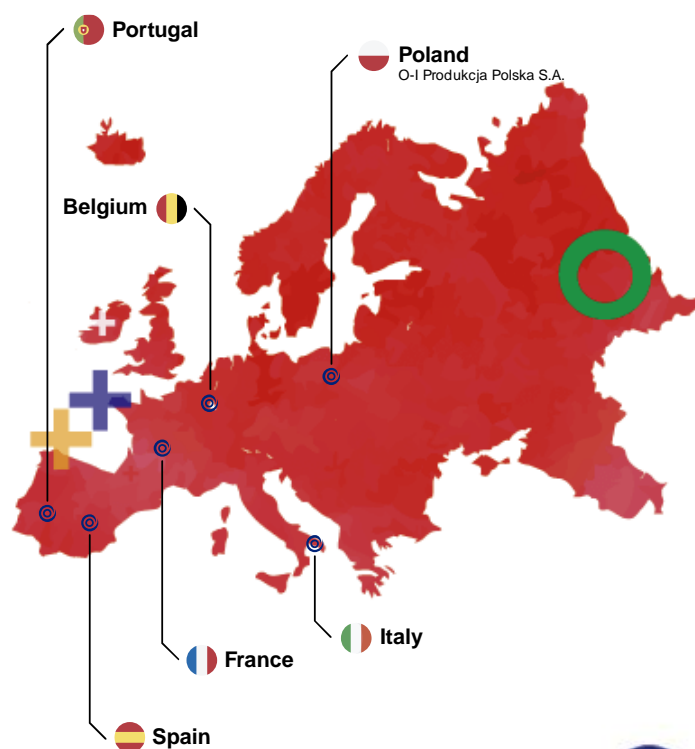 Portugal
Poland
O-I Produkcja Polska S.A.
Belgium
Italy
France
Spain